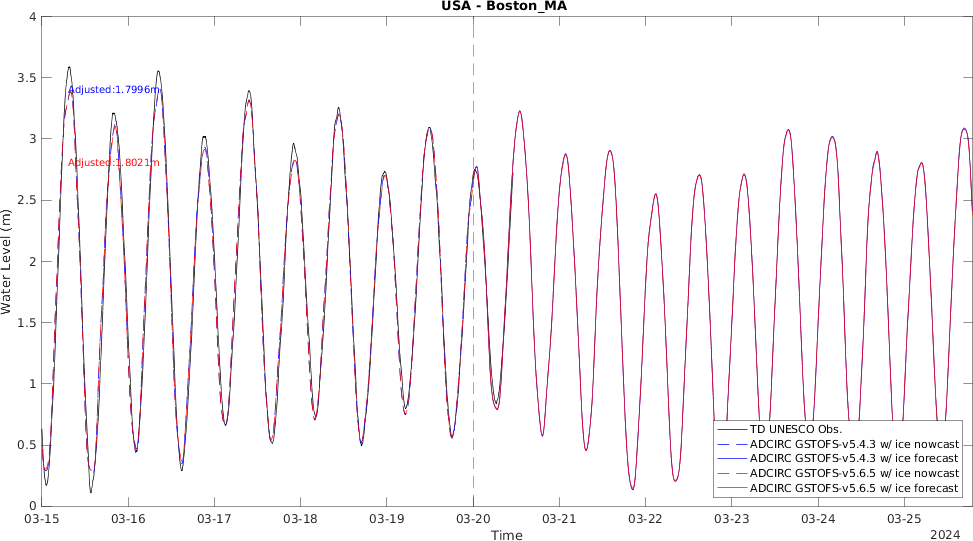 USA - Boston_MA
4
3.5
3
2.5
2
1.5
1
0.5
0
Water Level (m)
Adjusted:1.7996m
Adjusted:1.8021m
TD UNESCO Obs.
ADCIRC GSTOFS-v5.4.3 w/ ice nowcast
ADCIRC GSTOFS-v5.4.3 w/ ice forecast
ADCIRC GSTOFS-v5.6.5 w/ ice nowcast
ADCIRC GSTOFS-v5.6.5 w/ ice forecast
03-15 03-16 03-17 03-18 03-19 03-20 03-21 03-22 03-23 03-24 03-25
Time
2024